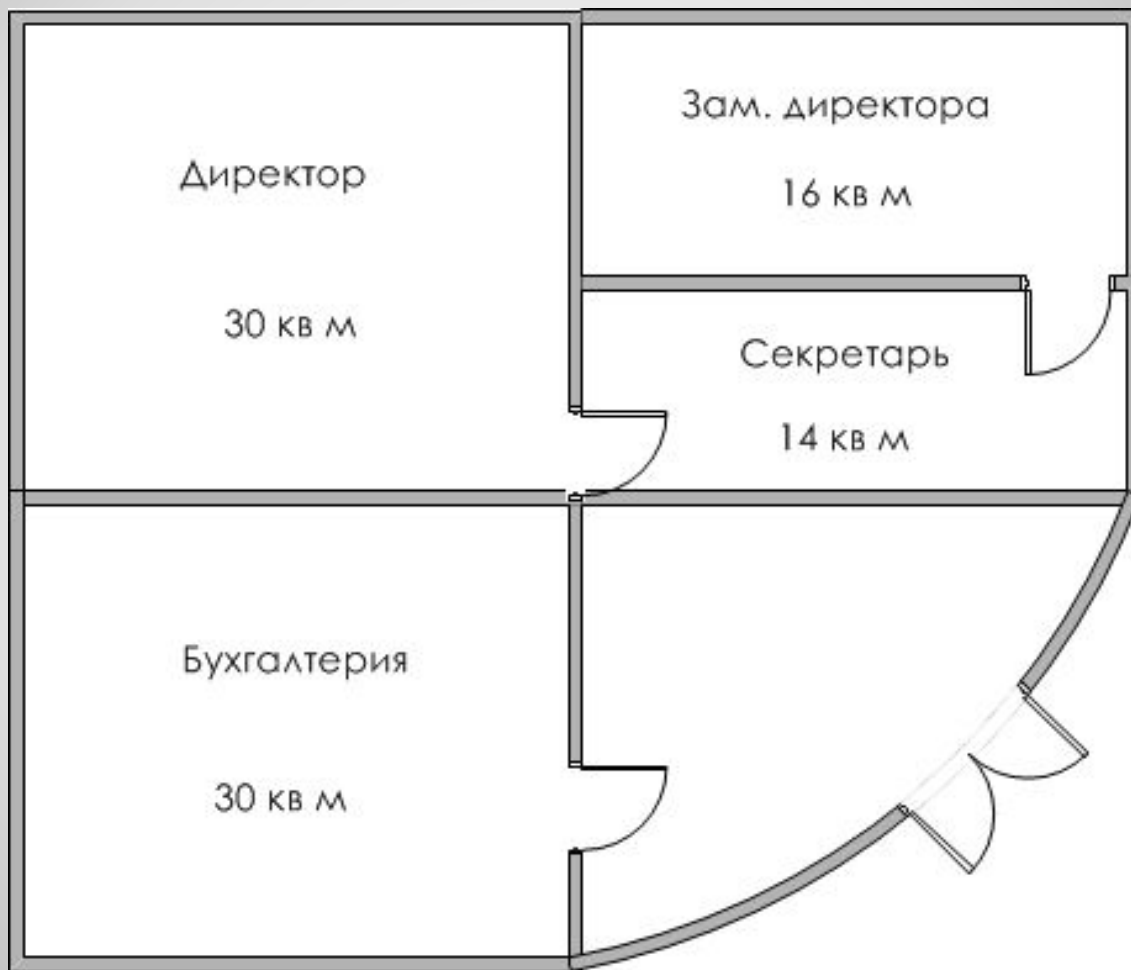 Директор
30 кв м
Зам. директора
16 кв м
Секретарь
14 кв м
Бухгалтерия
30 кв м